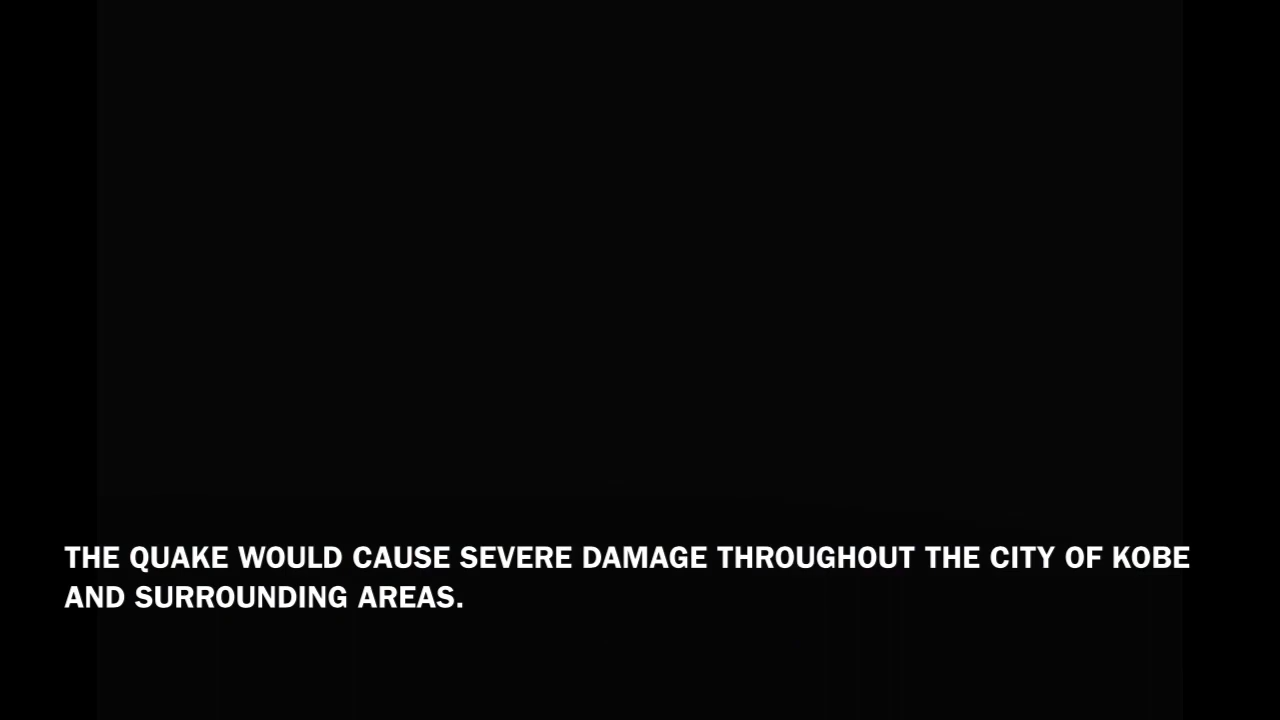 THE QUAKE WOULD CAUSE SEVERE DAMAGE THROUGHOUT THE CITY OF KOBE
AND SURROUNDING AREAS.